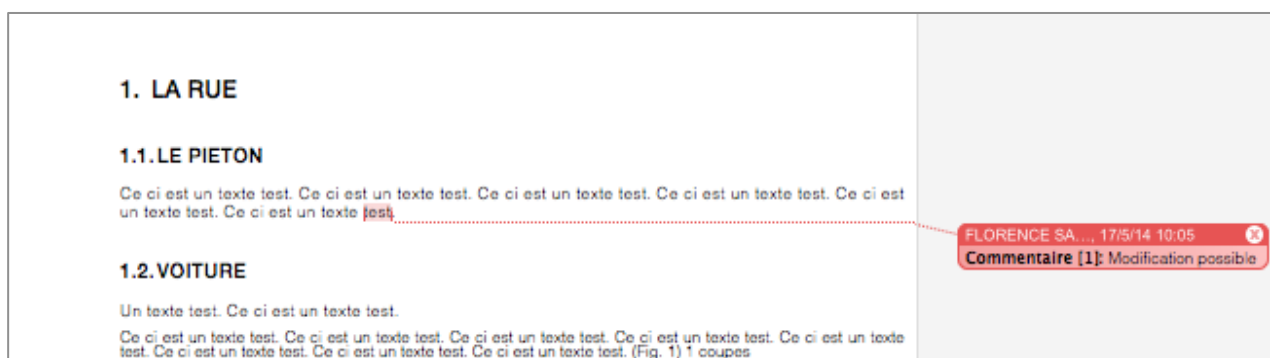 1. LA RUE
1.1. LE PIETON
Ce ci est un texte test. Ce ci est un texte test. Ce ci est un texte test. Ce ci est un texte test. Ce ci est
un texte test. Ce ci est un texte test.
FLORENCE SA..., 17/5/14 10:05
Commentaire [1]: Modification possible
1.2. VOITURE
Un texte test. Ce ci est un texte test.
Ce ci est un texte test. Ce ci est un texte test. Ce ci est un texte test. Ce ci est un texte test. Ce ci est un texte
test. Ce ci est un texte test. Ce ci est un texte test. Ce ci est un texte test. (Fig. 1) 1 coupes